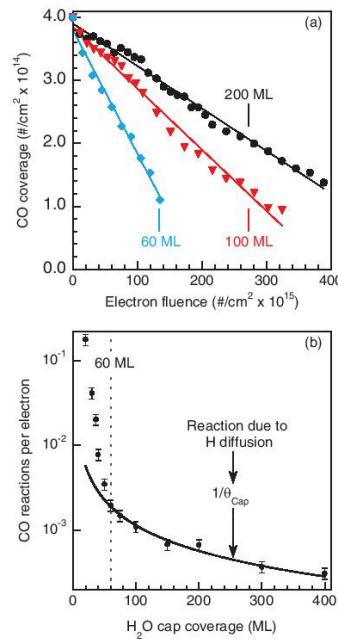 (a)
CO coverage (#/cm² x 10¹⁴)
4.0
3.0
2.0
1.0
0.0
200 ML
100 ML
60 ML
0 100 200 300 400
Electron fluence (#/cm² x 10¹⁵)
(b)
CO reactions per electron
10⁻¹
10⁻²
10⁻³
60 ML
Reaction due to
H diffusion
1/θCap
0 100 200 300 400
H₂O cap coverage (ML)